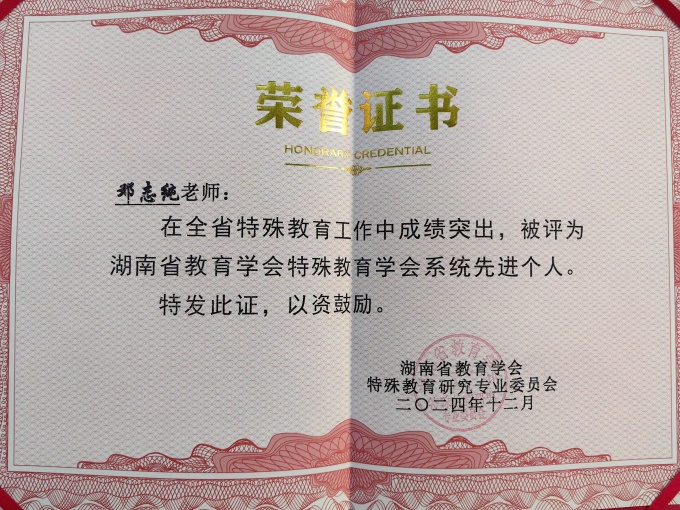 荣誉证书
HONORARY CREDENTIAL
邓志纯老师：
在全省特殊教育工作中成绩突出，被评为
湖南省教育学会特殊教育学会系统先进个人。
特发此证，以资鼓励。
湖南省教育学会
特殊教育研究专业委员会
二〇二四年十二月